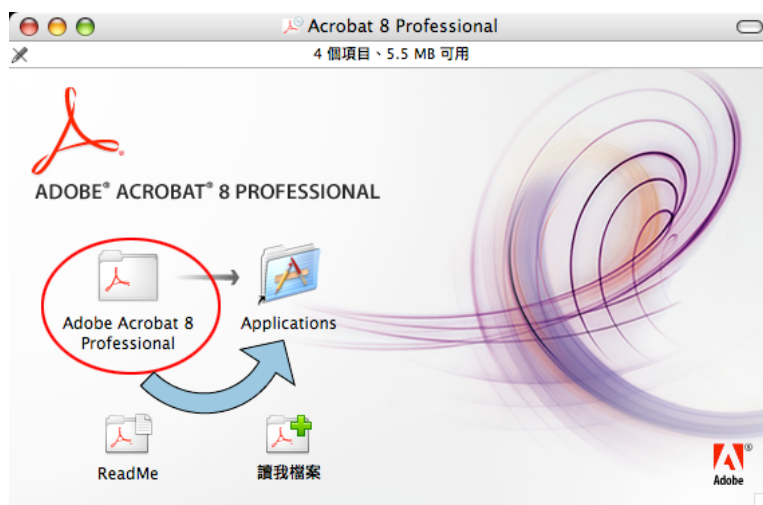 Acrobat 8 Professional
4 個項目、5.5 MB 可用
ADOBE® ACROBAT® 8 PROFESSIONAL
Adobe Acrobat 8
Professional
Applications
ReadMe
讀我檔案
Adobe®